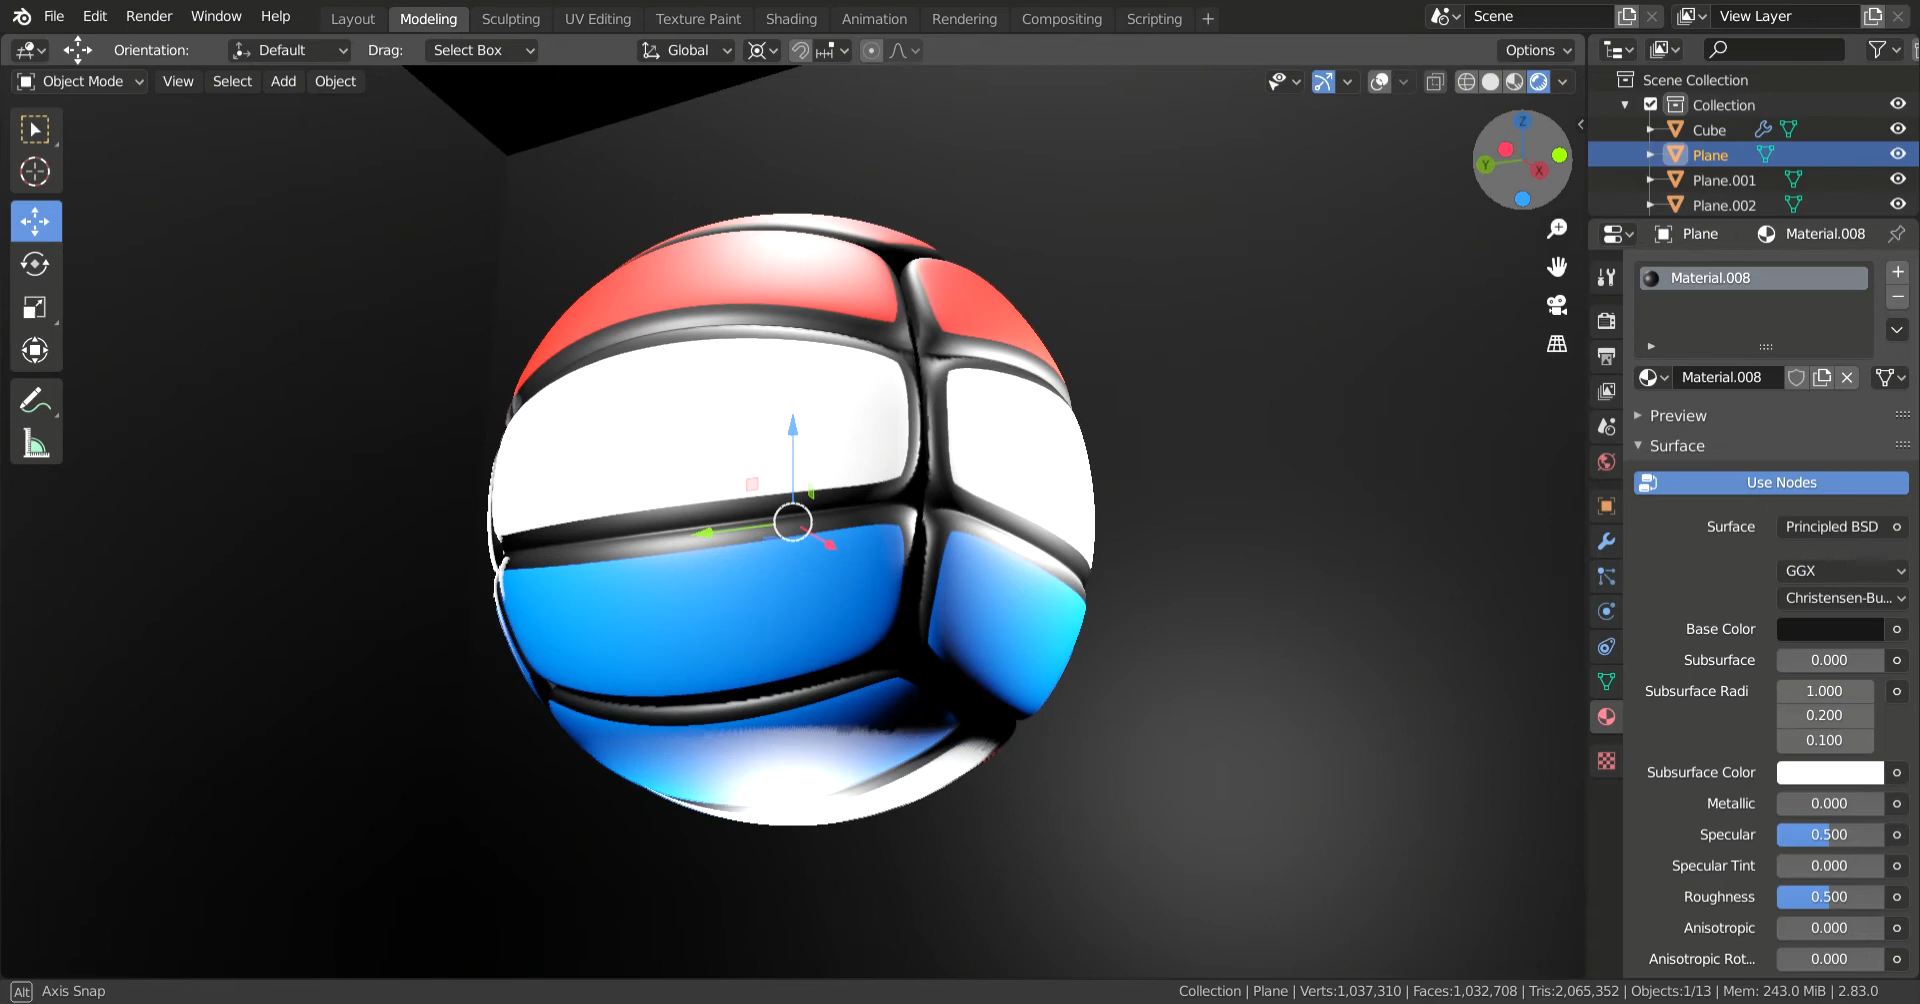 File Edit Render Window Help Layout Modeling Sculpting UV Editing Texture Paint Shading Animation Rendering Compositing Scripting + Scene View Layer
Orientation: Default Drag: Select Box Global Options
Object Mode View Select Add Object
Scene Collection
Collection
Cube
Plane
Plane.001
Plane.002
Z
Y
X
Plane Material.008
Material.008
Material.008
Preview
Surface
Use Nodes
Surface Principled BSD
GGX
Christensen-Bu...
Base Color
Subsurface 0.000
Subsurface Radi 1.000
0.200
0.100
Subsurface Color
Metallic 0.000
Specular 0.500
Specular Tint 0.000
Roughness 0.500
Anisotropic 0.000
Anisotropic Rot... 0.000
Alt Axis Snap Collection | Plane | Verts:1,037,310 | Faces:1,032,708 | Tris:2,065,352 | Objects:1/13 | Mem: 243.0 MiB | 2.83.0